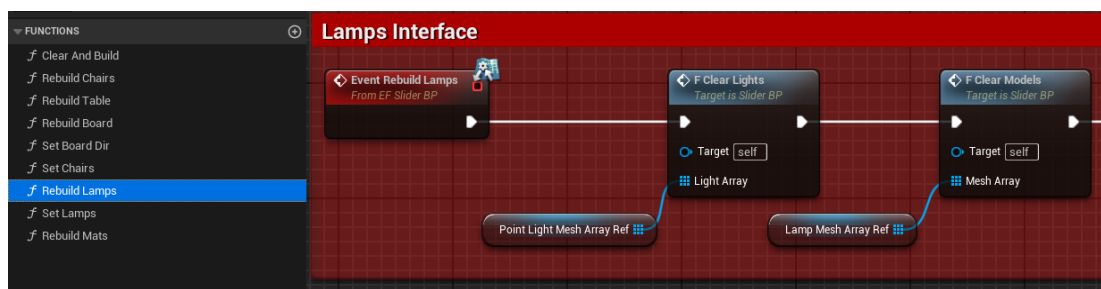 FUNCTIONS
f Clear And Build
f Rebuild Chairs
f Rebuild Table
f Rebuild Board
f Set Board Dir
f Set Chairs
f Rebuild Lamps
f Set Lamps
f Rebuild Mats
Lamps Interface
Event Rebuild Lamps
From EF Slider BP
F Clear Lights
Target is Slider BP
Target self
Light Array
F Clear Models
Target is Slider BP
Target self
Mesh Array
Point Light Mesh Array Ref
Lamp Mesh Array Ref